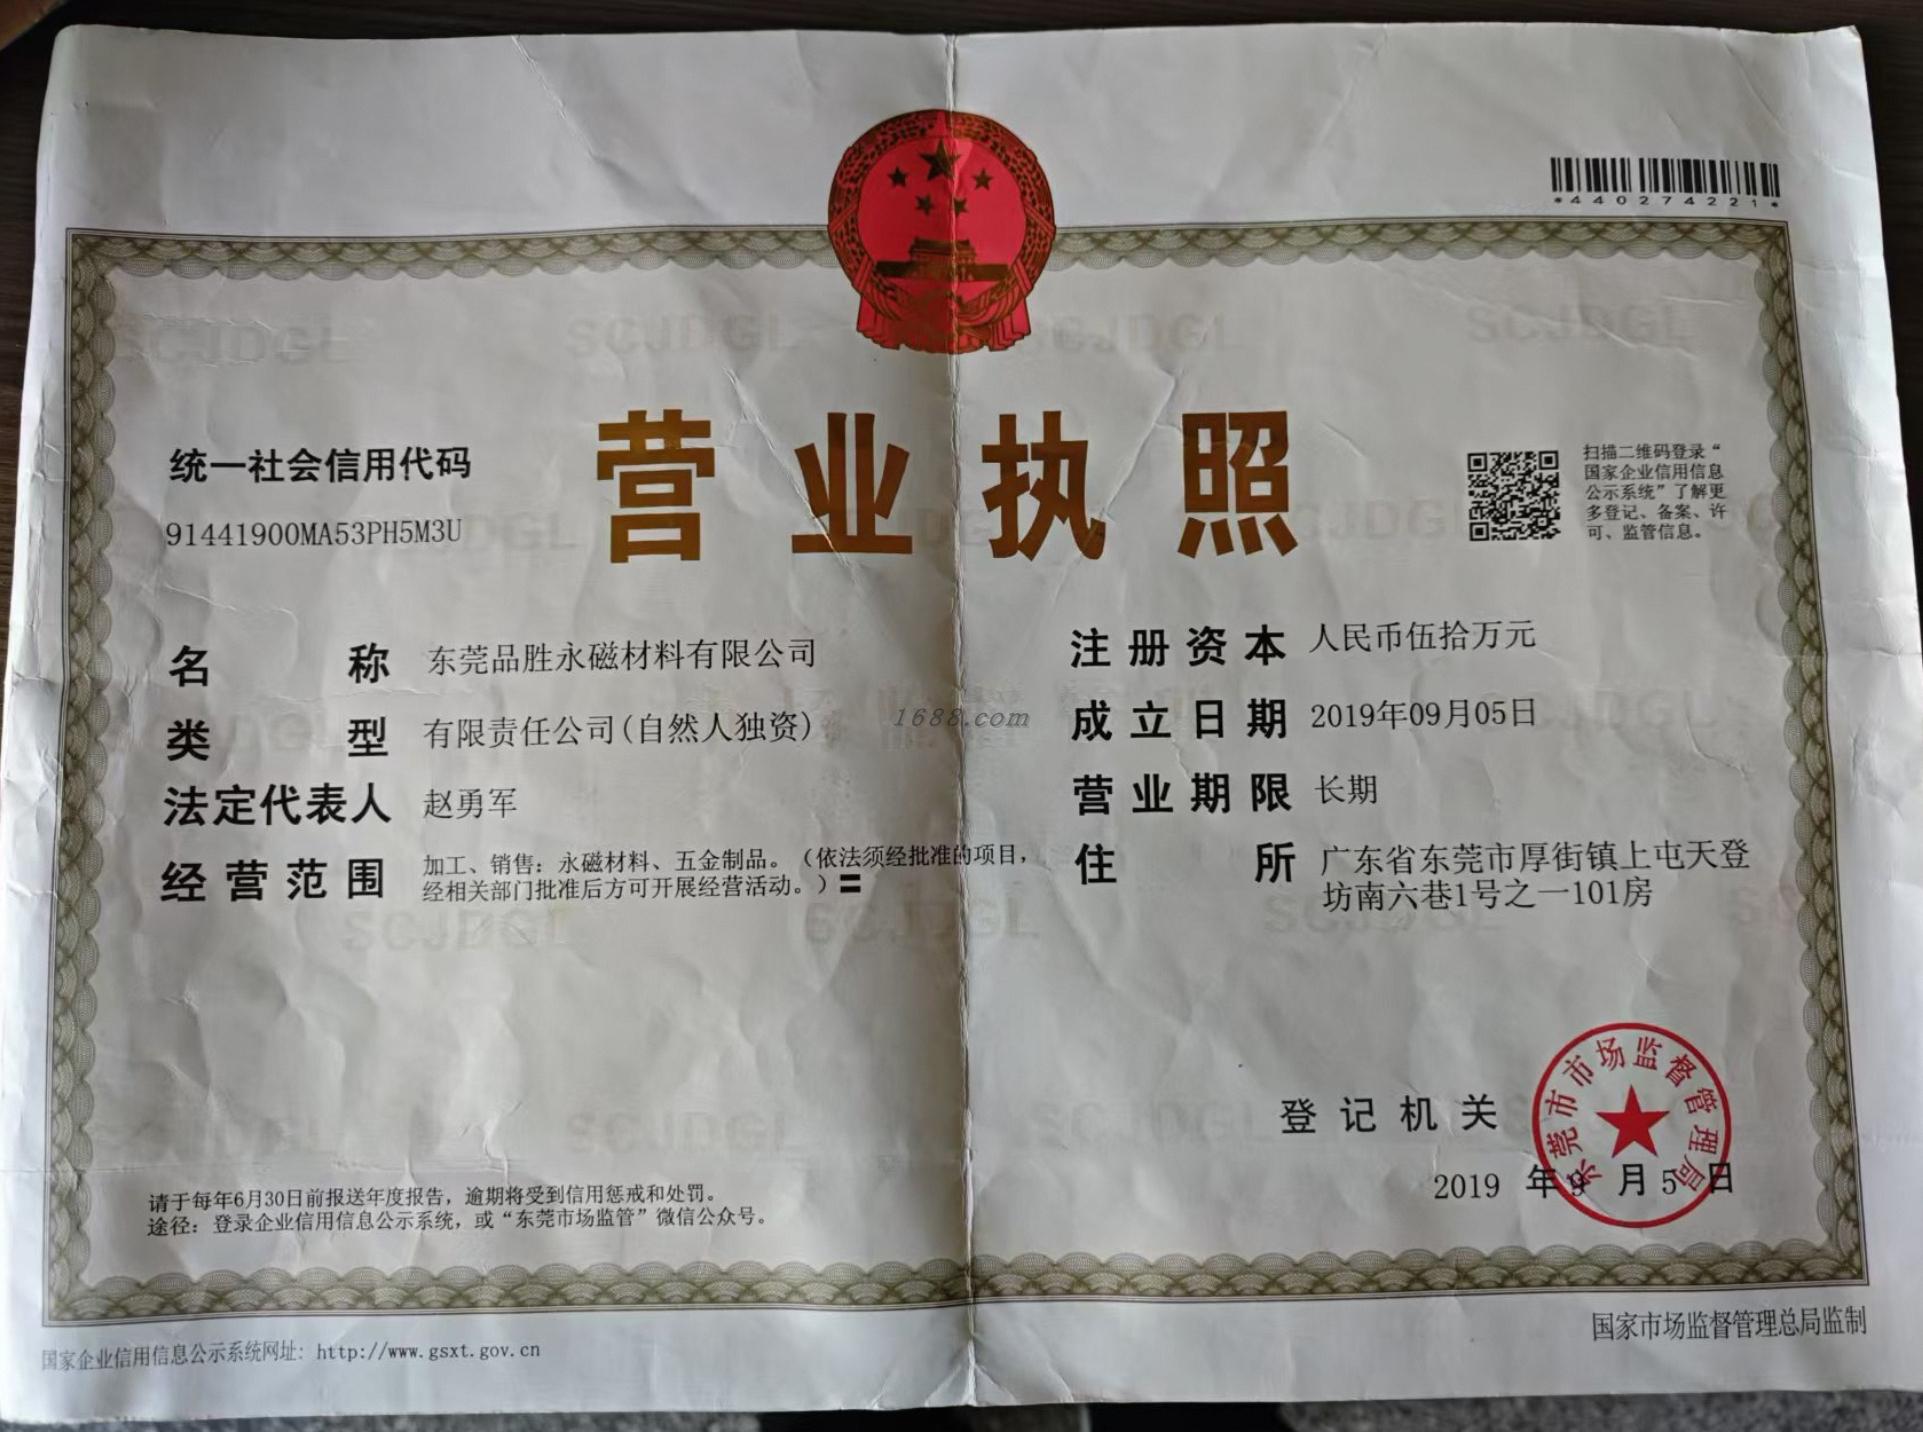 *440274221*
营业执照
统一社会信用代码
91441900MA53PH5M3U
扫描二维码登录“
国家企业信用信息
公示系统”了解更
多登记、备案、许
可、监管信息。
名称 东莞品胜永磁材料有限公司
类型 有限责任公司(自然人独资)
法定代表人 赵勇军
经营范围 加工、销售：永磁材料、五金制品。（依法须经批准的项目，
经相关部门批准后方可开展经营活动。）〓
注册资本 人民币伍拾万元
成立日期 2019年09月05日
营业期限 长期
住所 广东省东莞市厚街镇上屯天登
坊南六巷1号之一101房
1688.com
登记机关
东莞市市场监督管理局
2019 年 9 月 5 日
请于每年6月30日前报送年度报告，逾期将受到信用惩戒和处罚。
途径：登录企业信用信息公示系统，或“东莞市场监管”微信公众号。
国家企业信用信息公示系统网址：http://www.gsxt.gov.cn
国家市场监督管理总局监制
SCJDGL